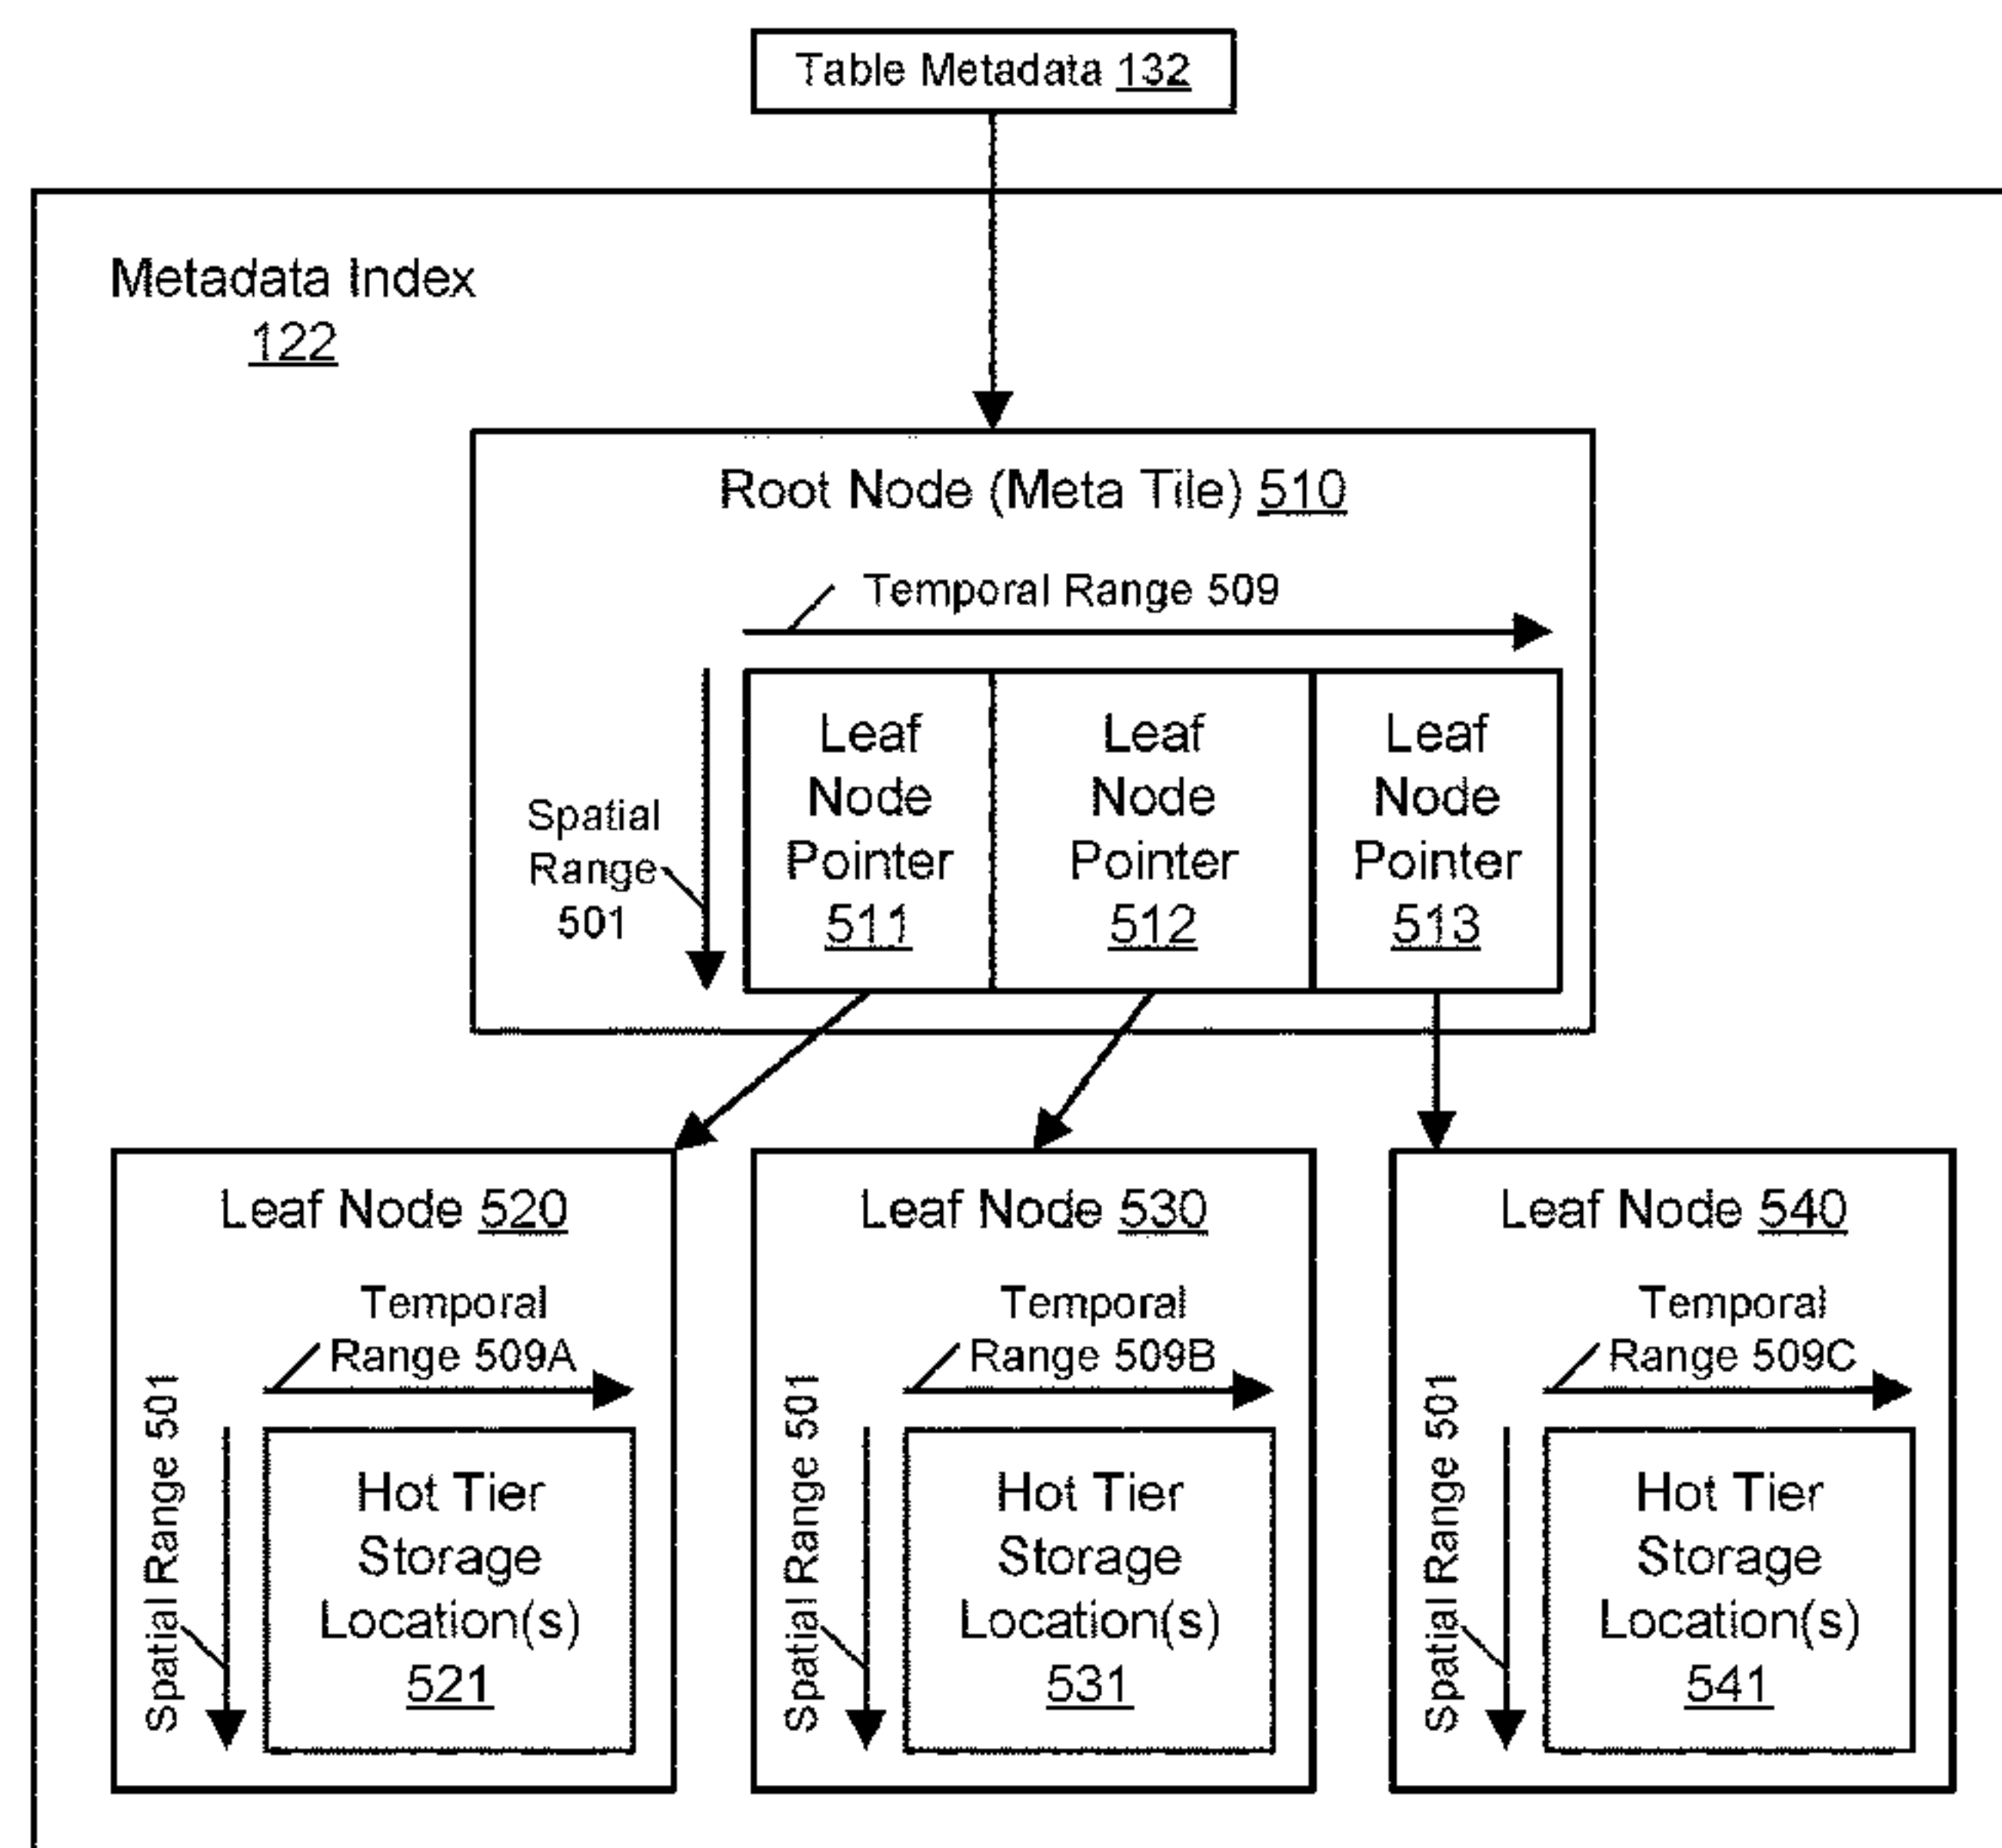 Table Metadata 132
Metadata Index
122
Root Node (Meta Tile) 510
Temporal Range 509
Spatial
Range
501
Leaf
Node
Pointer
511
Leaf
Node
Pointer
512
Leaf
Node
Pointer
513
Leaf Node 520
Temporal
Range 509A
Spatial Range 501
Hot Tier
Storage
Location(s)
521
Leaf Node 530
Temporal
Range 509B
Spatial Range 501
Hot Tier
Storage
Location(s)
531
Leaf Node 540
Temporal
Range 509C
Spatial Range 501
Hot Tier
Storage
Location(s)
541